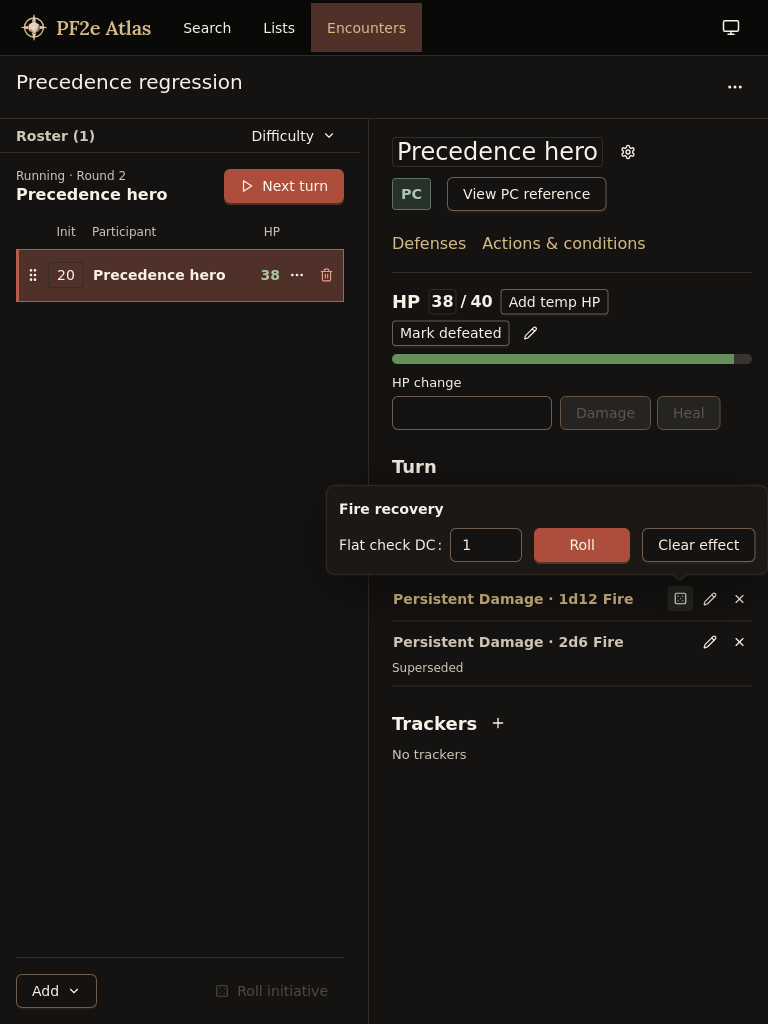 PF2e Atlas Search Lists Encounters
Precedence regression
Roster (1) Difficulty
Running · Round 2
Precedence hero
Next turn
Init Participant HP
20 Precedence hero 38
Add
Roll initiative
Precedence hero
PC View PC reference
Defenses Actions & conditions
HP 38 / 40 Add temp HP
Mark defeated
HP change
Damage Heal
Turn
Fire recovery
Flat check DC: 1 Roll Clear effect
Persistent Damage · 1d12 Fire
Persistent Damage · 2d6 Fire
Superseded
Trackers
No trackers